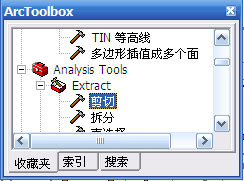 ArcToolbox
TIN 等高线
多边形插值成多个面
Analysis Tools
Extract
剪切
拆分
收藏夹 索引 搜索